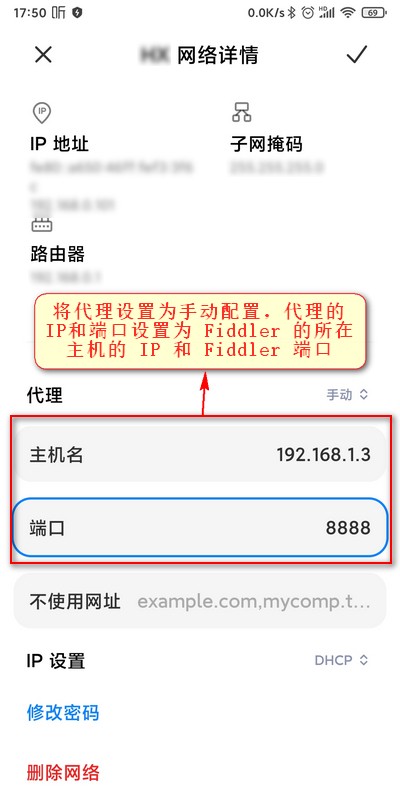 17:50 听
0.0K/s HD 69
网络详情
IP
IP 地址
子网掩码
路由器
将代理设置为手动配置，代理的
IP和端口设置为 Fiddler 的所在
主机的 IP 和 Fiddler 端口
代理 手动
主机名 192.168.1.3
端口 8888
不使用网址 example.com,mycomp.t...
IP 设置 DHCP
修改密码
删除网络